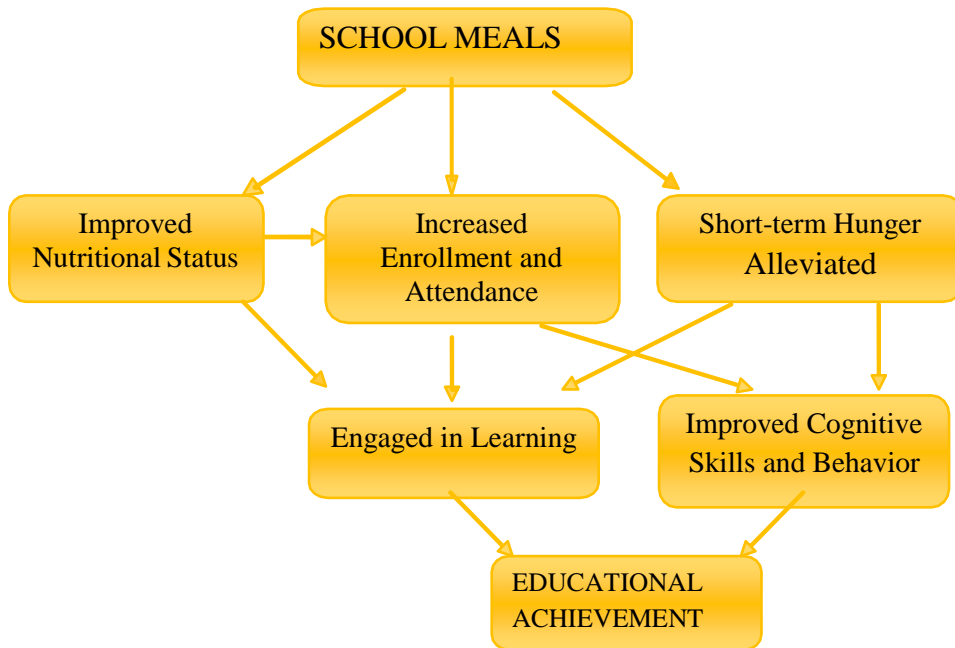 SCHOOL MEALS
Improved
Nutritional Status
Increased
Enrollment and
Attendance
Short-term Hunger
Alleviated
Engaged in Learning
Improved Cognitive
Skills and Behavior
EDUCATIONAL
ACHIEVEMENT